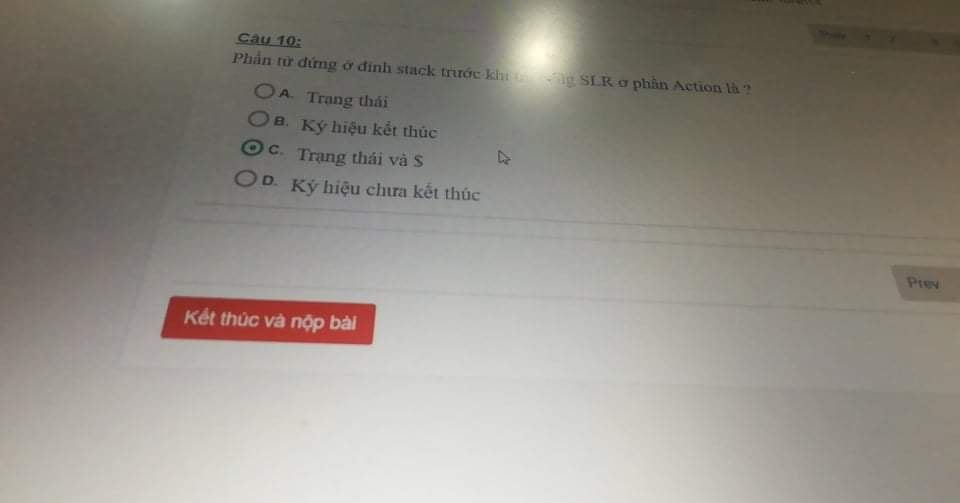 Câu 10:
Phần tử đứng ở đỉnh stack trước khi SLR ở phần Action là ?
A. Trạng thái
B. Ký hiệu kết thúc
C. Trạng thái và $
D. Ký hiệu chưa kết thúc
Prev
Kết thúc và nộp bài